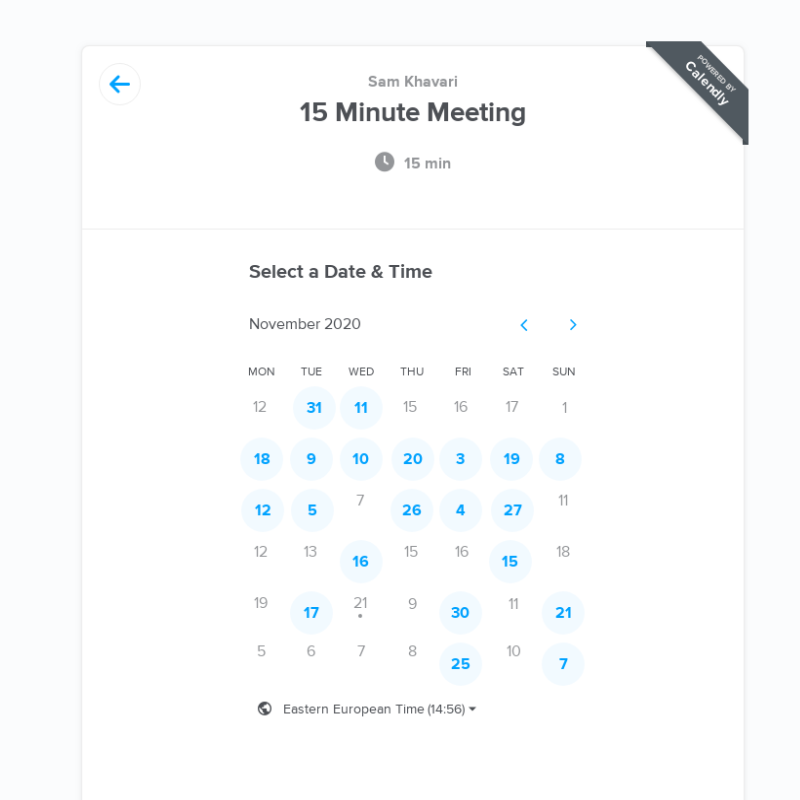 Sam Khavari
15 Minute Meeting
15 min
POWERED BY
Calendly
Select a Date & Time
November 2020
MON TUE WED THU FRI SAT SUN
12 31 11 15 16 17 1
18 9 10 20 3 19 8
12 5 7 26 4 27 11
12 13 16 15 16 15 18
19 17 21 9 30 11 21
5 6 7 8 25 10 7
Eastern European Time (14:56)